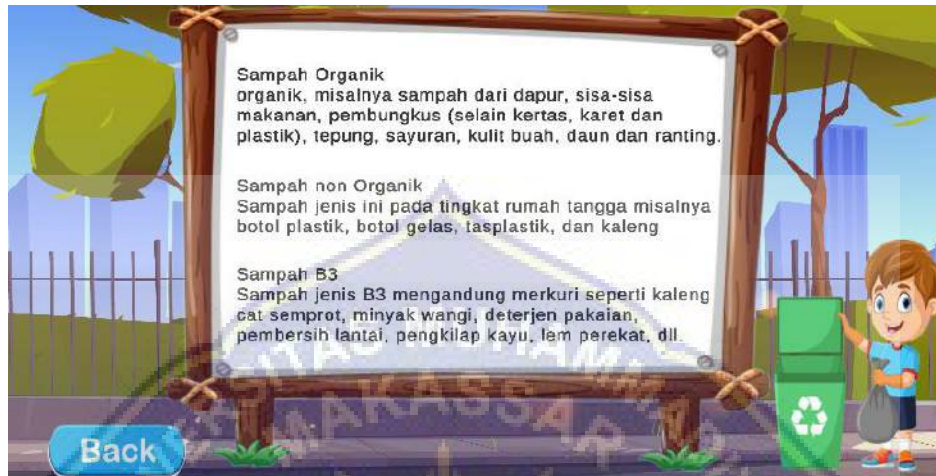 Sampah Organik
organik, misalnya sampah dari dapur, sisa-sisa
makanan, pembungkus (selain kertas, karet dan
plastik), tepung, sayuran, kulit buah, daun dan ranting.
Sampah non Organik
Sampah jenis ini pada tingkat rumah tangga misalnya
botol plastik, botol gelas, tasplastik, dan kaleng
Sampah B3
Sampah jenis B3 mengandung merkuri seperti kaleng
cat semprot, minyak wangi, deterjen pakaian,
pembersih lantai, pengkilap kayu, lem perekat, dll.
MAKASSAR
Back